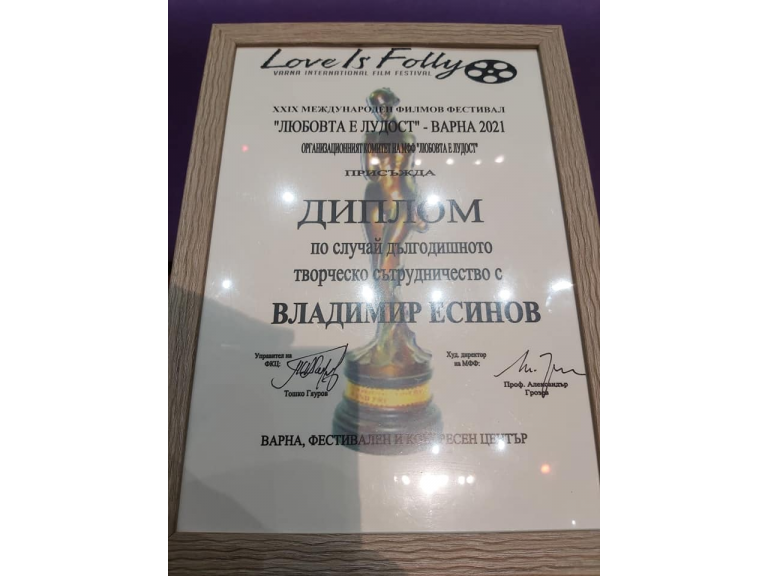 Love Is Folly
VARNA INTERNATIONAL FILM FESTIVAL
XXIX МЕЖДУНАРОДЕН ФИЛМОВ ФЕСТИВАЛ
"ЛЮБОВТА Е ЛУДОСТ" - ВАРНА 2021
ОРГАНИЗАЦИОННИЯТ КОМИТЕТ НА МФФ "ЛЮБОВТА Е ЛУДОСТ"
ПРИСЪЖДА
ДИПЛОМ
по случай дългодишното
творческо сътрудничество с
ВЛАДИМИР ЕСИНОВ
Управител на
ФКЦ:
Тошко Гяуров
Худ. директор
на МФФ:
Проф. Александър
Грозев
ВАРНА, ФЕСТИВАЛЕН И КОНГРЕСЕН ЦЕНТЪР